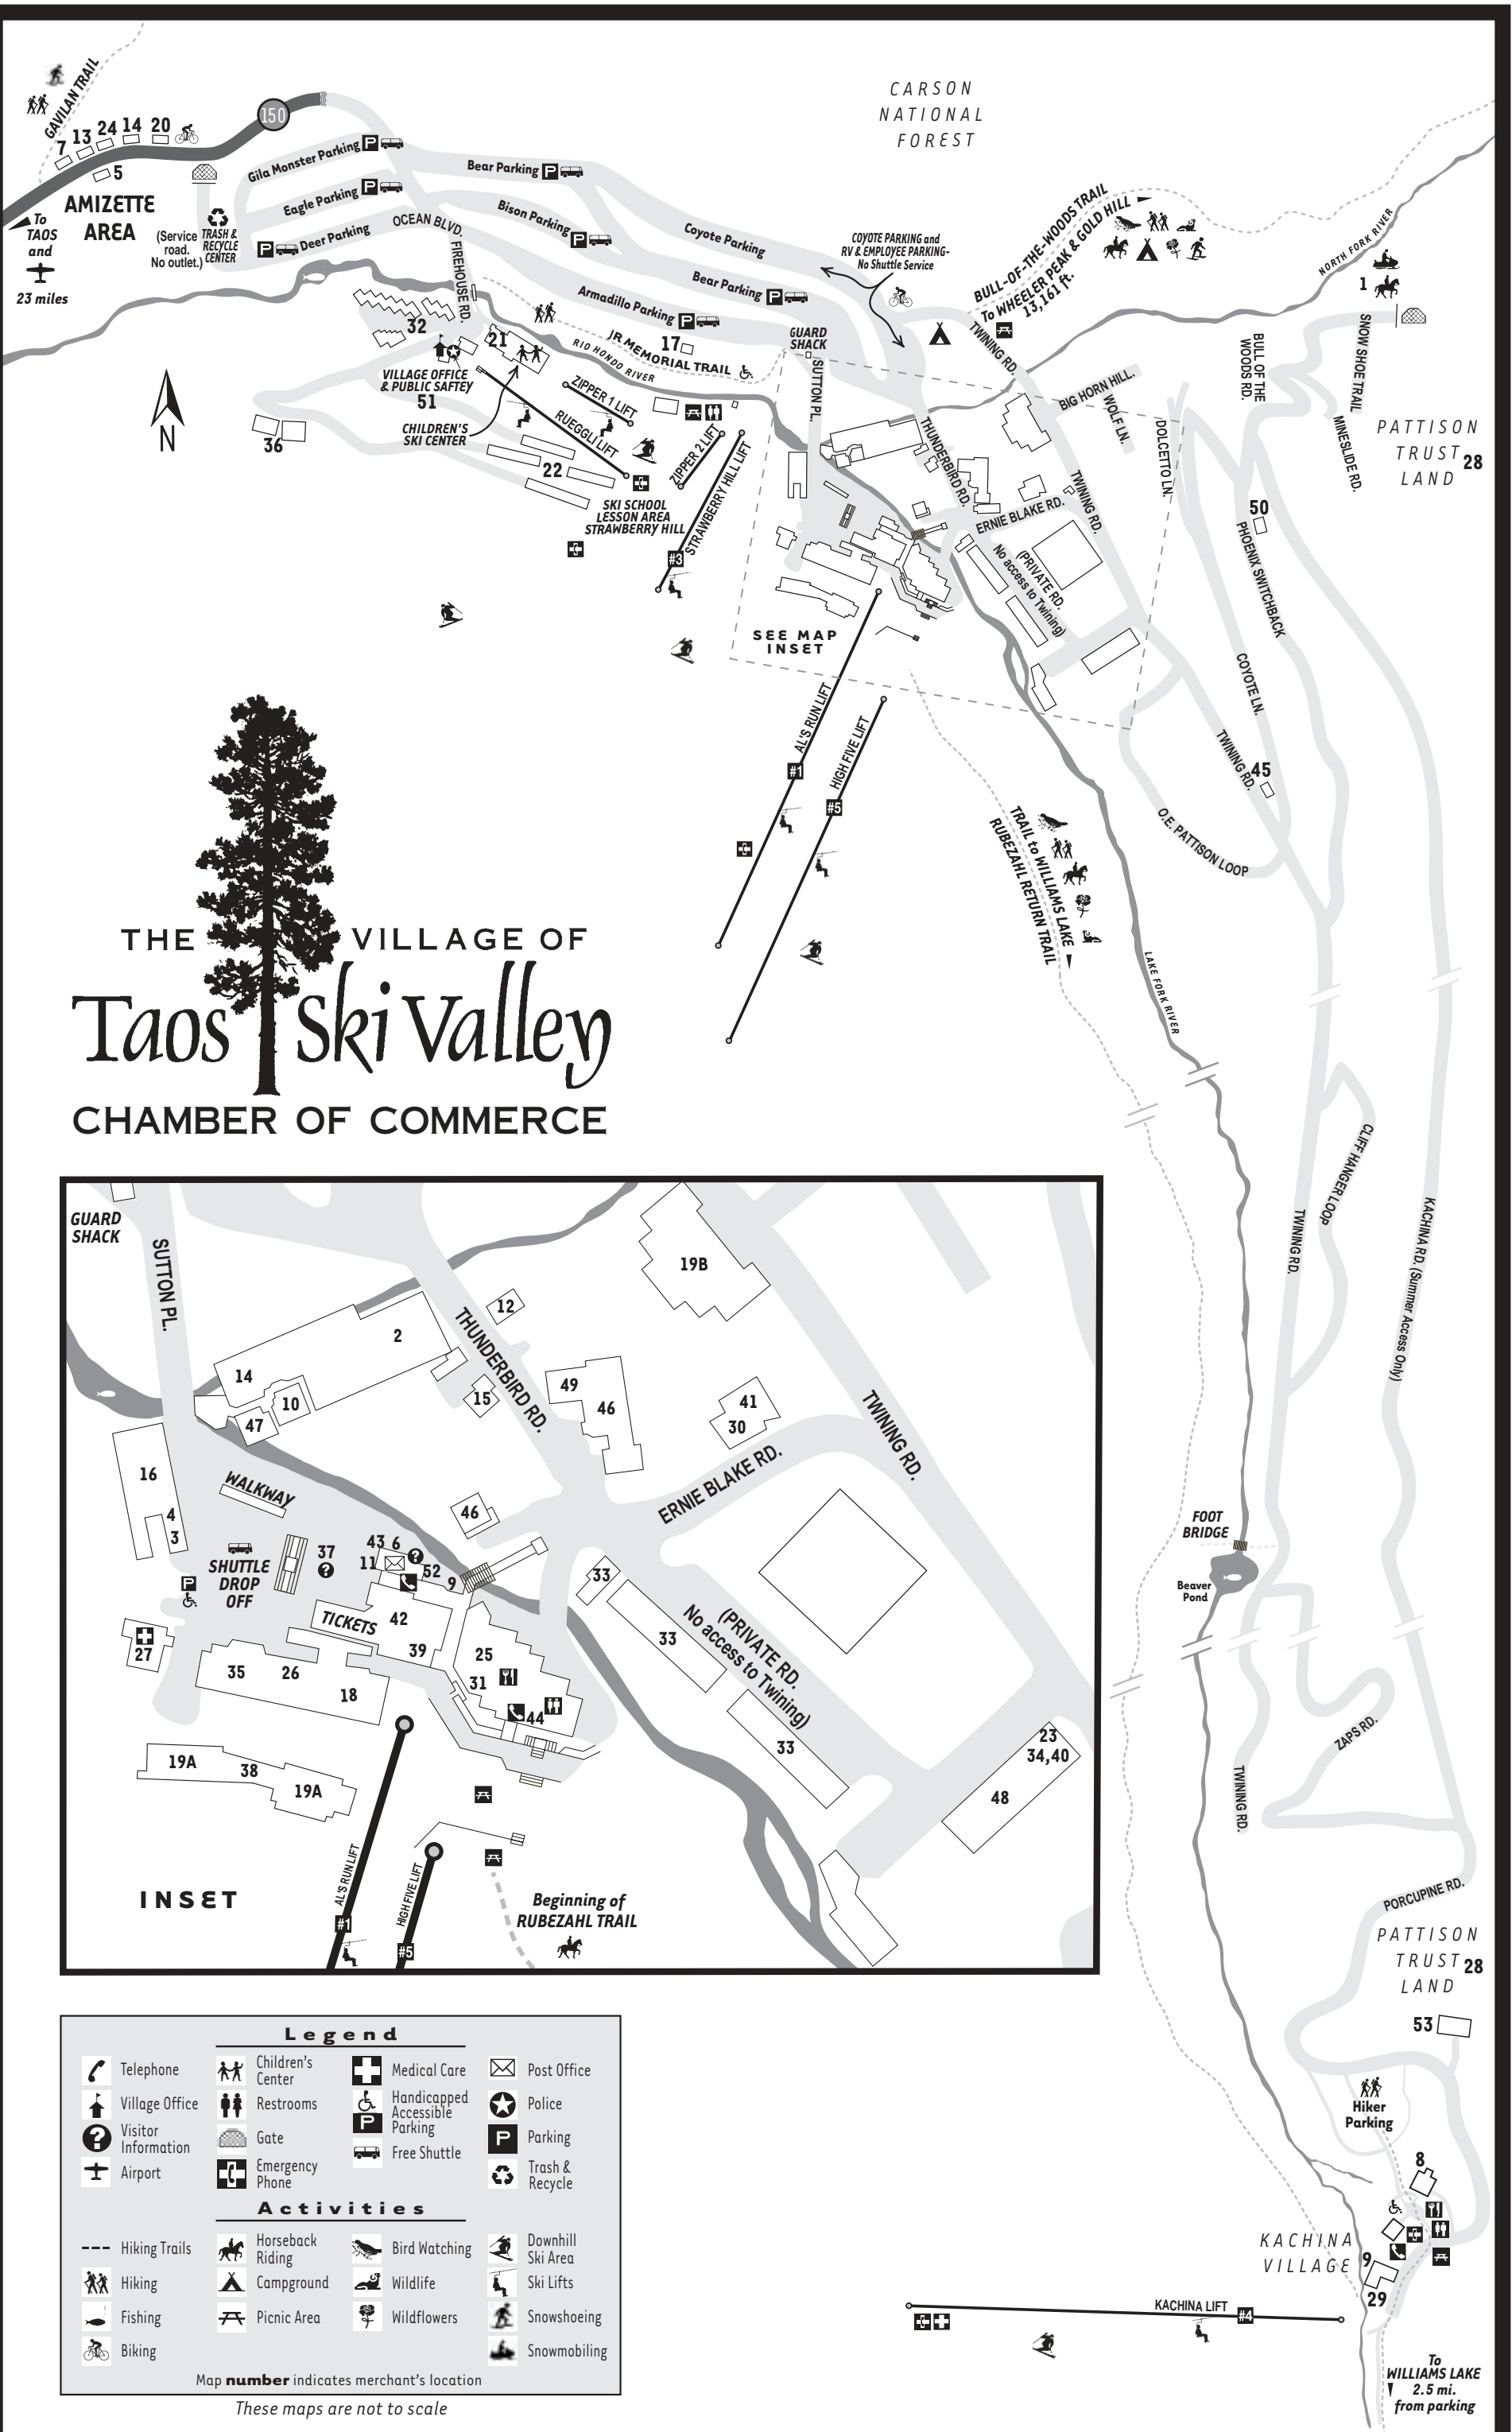 CARSON
NATIONAL
FOREST
GAVILAN TRAIL
150
7
13
24
14
20
5
AMIZETTE
AREA
To
TAOS
and
23 miles
(Service
road.
No outlet.)
TRASH &
RECYCLE
CENTER
Gila Monster Parking P
Eagle Parking P
P Deer Parking
OCEAN BLVD.
FIREHOUSE RD.
Bear Parking P
Bison Parking P
Coyote Parking
Bear Parking P
Armadillo Parking P
COYOTE PARKING and
RV & EMPLOYEE PARKING-
No Shuttle Service
BULL-OF-THE-WOODS TRAIL
To WHEELER PEAK & GOLD HILL
13,161 ft.
NORTH FORK RIVER
1
SNOW SHOE TRAIL
BULL OF THE
WOODS RD.
MINESLIDE RD.
PATTISON
TRUST 28
LAND
32
21
17
JR MEMORIAL TRAIL
RIO HONDO RIVER
GUARD
SHACK
SUTTON PL.
TWINING RD.
BIG HORN HILL.
WOLF LN.
DOLCETTO LN.
VILLAGE OFFICE
& PUBLIC SAFTEY
51
CHILDREN'S
SKI CENTER
ZIPPER 1 LIFT
RUEGGLI LIFT
ZIPPER 2 LIFT
STRAWBERRY HILL LIFT
#3
N
36
22
SKI SCHOOL
LESSON AREA
STRAWBERRY HILL
THUNDERBIRD RD.
ERNIE BLAKE RD.
TWINING RD.
(PRIVATE RD.
No access to Twining)
50
PHOENIX SWITCHBACK
COYOTE LN.
TWINING RD.
45
O.E. PATTISON LOOP
SEE MAP
INSET
AL'S RUN LIFT
#1
HIGH FIVE LIFT
#5
TRAIL to WILLIAMS LAKE
RUBEZAHL RETURN TRAIL
LAKE FORK RIVER
THE VILLAGE OF
Taos Ski Valley
CHAMBER OF COMMERCE
CLIFF HANGER LOOP
TWINING RD.
KACHINA RD. (Summer Access Only)
FOOT
BRIDGE
Beaver
Pond
ZAPS RD.
TWINING RD.
PORCUPINE RD.
PATTISON
TRUST 28
LAND
53
Hiker
Parking
8
KACHINA
VILLAGE
9
29
KACHINA LIFT
#4
To
WILLIAMS LAKE
2.5 mi.
from parking
GUARD
SHACK
SUTTON PL.
2
14
10
47
12
15
THUNDERBIRD RD.
19B
49
46
41
30
TWINING RD.
ERNIE BLAKE RD.
16
4
3
WALKWAY
46
SHUTTLE
DROP
OFF
37
?
43
6
?
11
52
9
P
TICKETS
42
39
27
35
26
18
25
31
44
33
33
33
(PRIVATE RD.
No access to Twining)
23
34,40
48
19A
38
19A
AL'S RUN LIFT
#1
HIGH FIVE LIFT
#5
INSET
Beginning of
RUBEZAHL TRAIL
Legend
Telephone
Village Office
Visitor
Information
Airport
Children's
Center
Restrooms
Gate
Emergency
Phone
Medical Care
Handicapped
Accessible
Parking
Free Shuttle
Post Office
Police
Parking
Trash &
Recycle
Activities
Hiking Trails
Hiking
Fishing
Biking
Horseback
Riding
Campground
Picnic Area
Bird Watching
Wildlife
Wildflowers
Downhill
Ski Area
Ski Lifts
Snowshoeing
Snowmobiling
Map number indicates merchant's location
These maps are not to scale